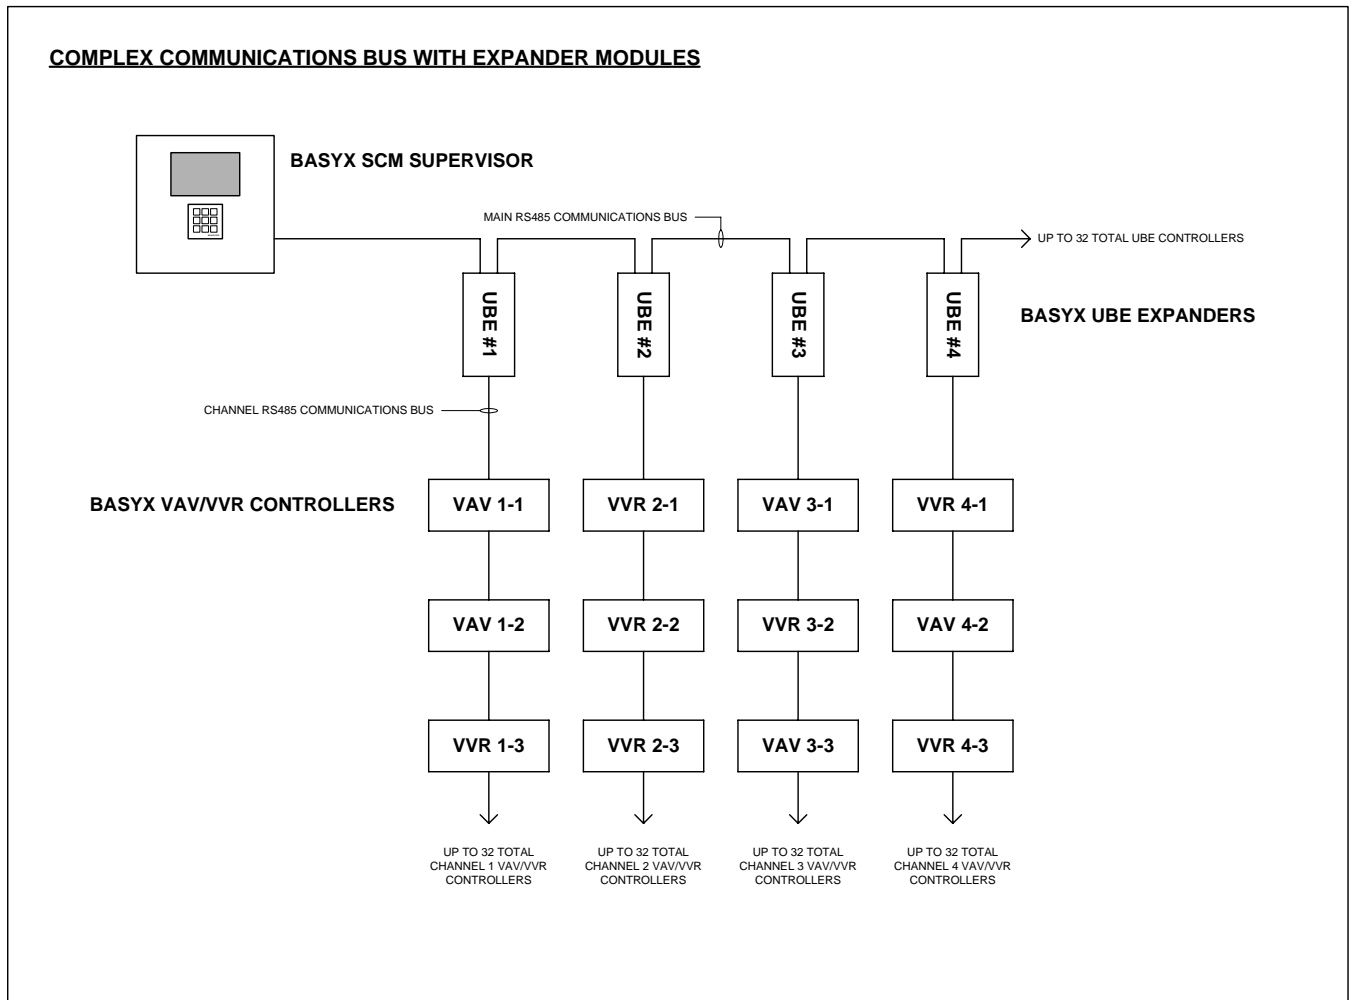 COMPLEX COMMUNICATIONS BUS WITH EXPANDER MODULES
BASYX SCM SUPERVISOR
MAIN RS485 COMMUNICATIONS BUS
UP TO 32 TOTAL UBE CONTROLLERS
UBE #1
UBE #2
UBE #3
UBE #4
BASYX UBE EXPANDERS
CHANNEL RS485 COMMUNICATIONS BUS
BASYX VAV/VVR CONTROLLERS
VAV 1-1
VVR 2-1
VAV 3-1
VVR 4-1
VAV 1-2
VVR 2-2
VVR 3-2
VAV 4-2
VVR 1-3
VVR 2-3
VAV 3-3
VVR 4-3
UP TO 32 TOTAL
CHANNEL 1 VAV/VVR
CONTROLLERS
UP TO 32 TOTAL
CHANNEL 2 VAV/VVR
CONTROLLERS
UP TO 32 TOTAL
CHANNEL 3 VAV/VVR
CONTROLLERS
UP TO 32 TOTAL
CHANNEL 4 VAV/VVR
CONTROLLERS